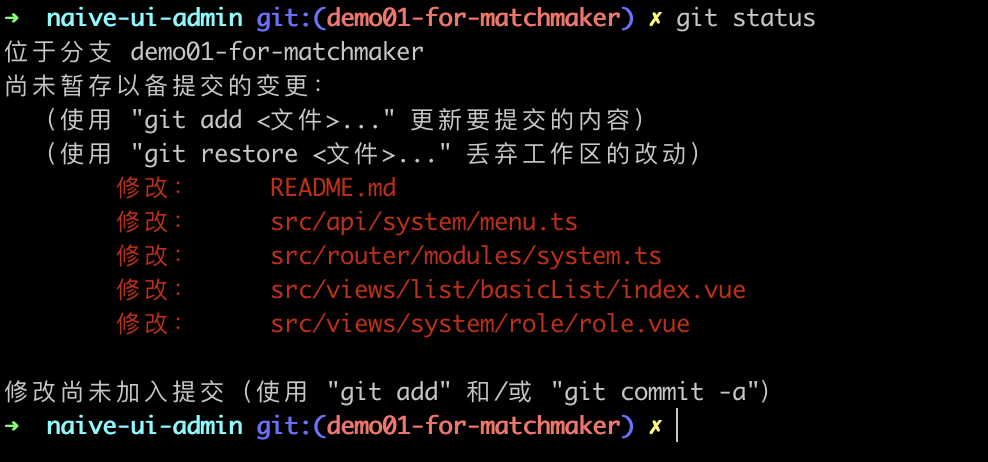 ➜  naive-ui-admin git:(demo01-for-matchmaker) ✗ git status
位于分支 demo01-for-matchmaker
尚未暂存以备提交的变更：
  （使用 "git add <文件>..." 更新要提交的内容）
  （使用 "git restore <文件>..." 丢弃工作区的改动）
        修改：     README.md
        修改：     src/api/system/menu.ts
        修改：     src/router/modules/system.ts
        修改：     src/views/list/basicList/index.vue
        修改：     src/views/system/role/role.vue
修改尚未加入提交（使用 "git add" 和/或 "git commit -a"）
➜  naive-ui-admin git:(demo01-for-matchmaker) ✗